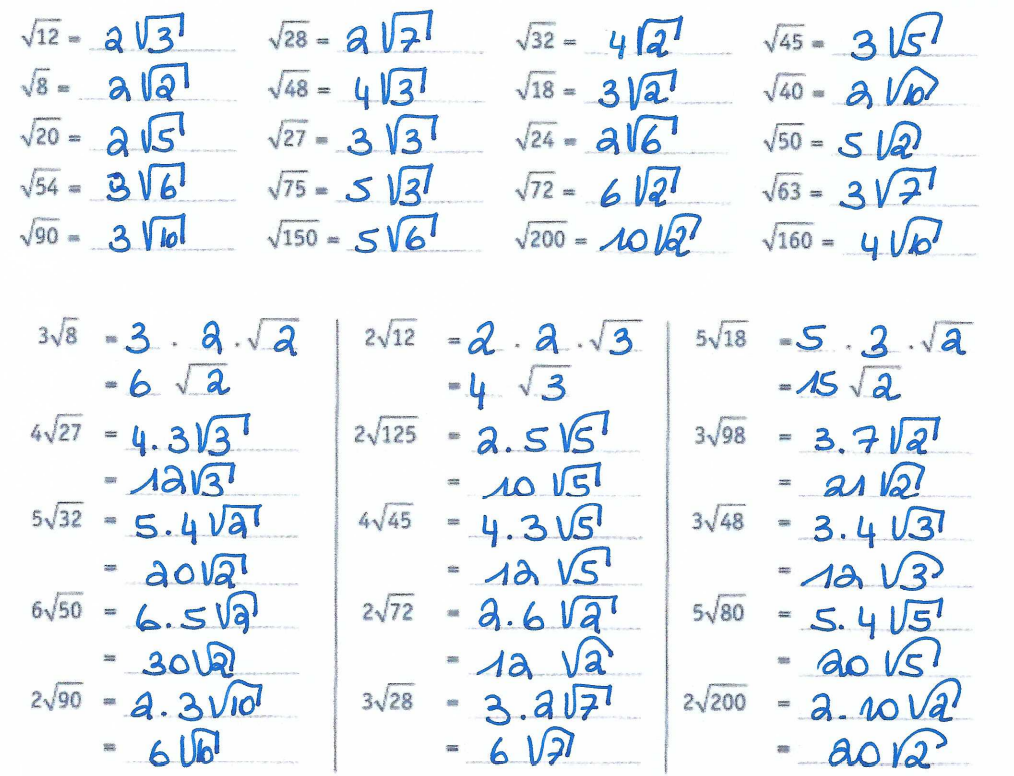 √12 = 2√3 √28 = 2√7 √32 = 4√2 √45 = 3√5
√8 = 2√2 √48 = 4√3 √18 = 3√2 √40 = 2√10
√20 = 2√5 √27 = 3√3 √24 = 2√6 √50 = 5√2
√54 = 3√6 √75 = 5√3 √72 = 6√2 √63 = 3√7
√90 = 3√10 √150 = 5√6 √200 = 10√2 √160 = 4√10
3√8 = 3 · 2 · √2
= 6 √2
4√27 = 4 · 3√3
= 12√3
5√32 = 5 · 4√2
= 20√2
6√50 = 6 · 5√2
= 30√2
2√90 = 2 · 3√10
= 6√10
2√12 = 2 · 2 · √3
= 4 √3
2√125 = 2 · 5√5
= 10√5
4√45 = 4 · 3√5
= 12√5
2√72 = 2 · 6√2
= 12√2
3√28 = 3 · 2√7
= 6√7
5√18 = 5 · 3 · √2
= 15 √2
3√98 = 3 · 7√2
= 21√2
3√48 = 3 · 4√3
= 12√3
5√80 = 5 · 4√5
= 20√5
2√200 = 2 · 10√2
= 20√2